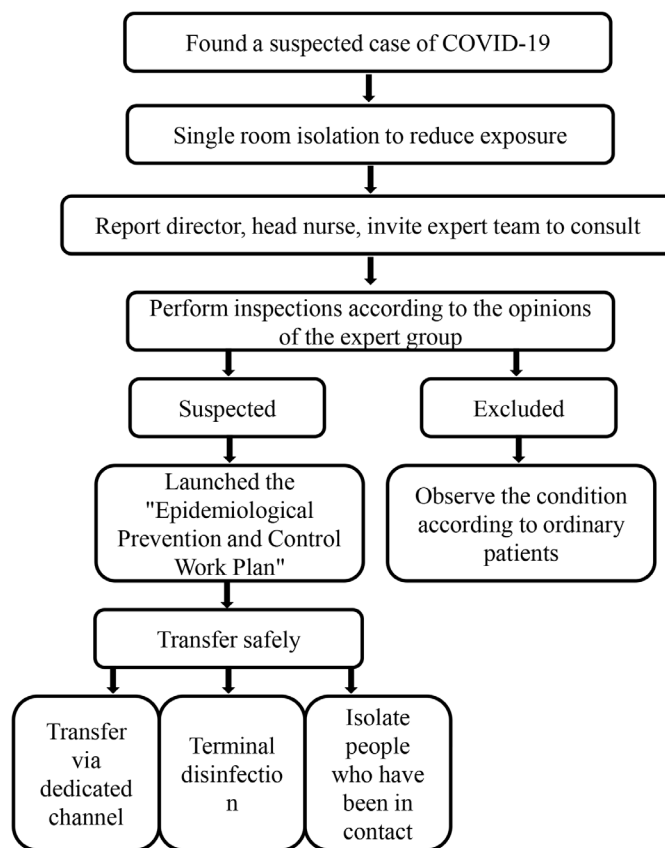 Found a suspected case of COVID-19
Single room isolation to reduce exposure
Report director, head nurse, invite expert team to consult
Perform inspections according to the opinions
of the expert group
Suspected
Excluded
Launched the
"Epidemiological
Prevention and Control
Work Plan"
Observe the condition
according to ordinary
patients
Transfer safely
Transfer
via
dedicated
channel
Terminal
disinfectio
n
Isolate
people
who have
been in
contact